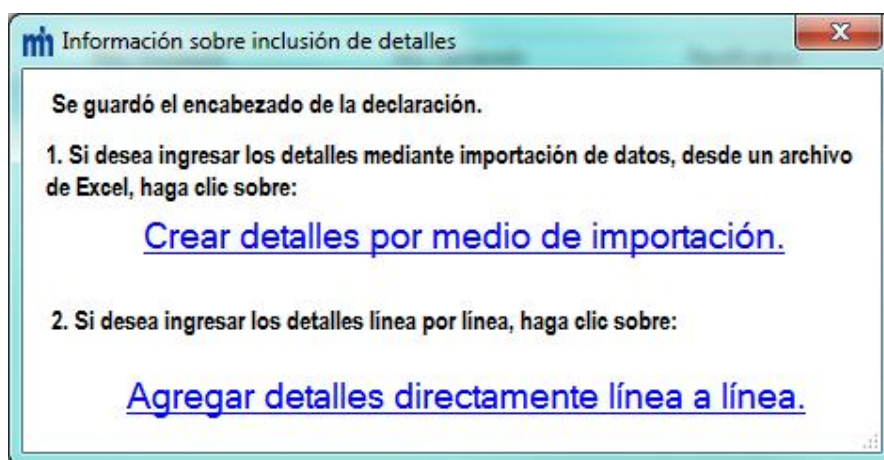 mh Información sobre inclusión de detalles
Se guardó el encabezado de la declaración.
1. Si desea ingresar los detalles mediante importación de datos, desde un archivo
de Excel, haga clic sobre:
Crear detalles por medio de importación.
2. Si desea ingresar los detalles línea por línea, haga clic sobre:
Agregar detalles directamente línea a línea.